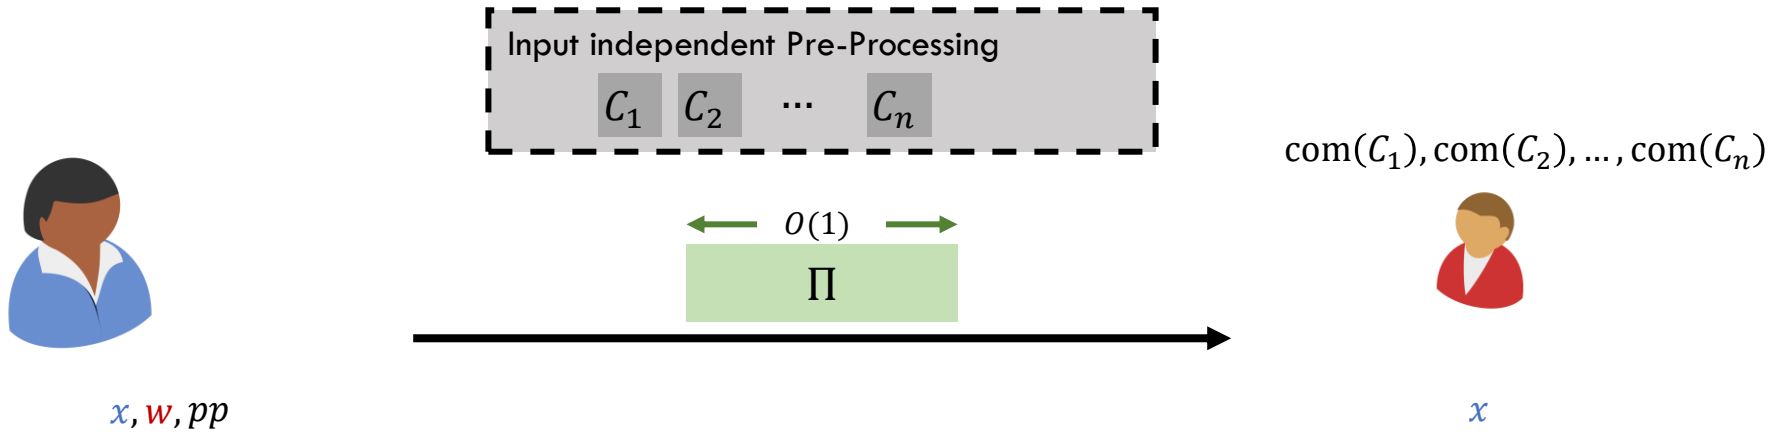 Input independent Pre-Processing
C₁ C₂ ... Cₙ
com(C₁), com(C₂), ... , com(Cₙ)
O(1)
Π
x, w, pp
x